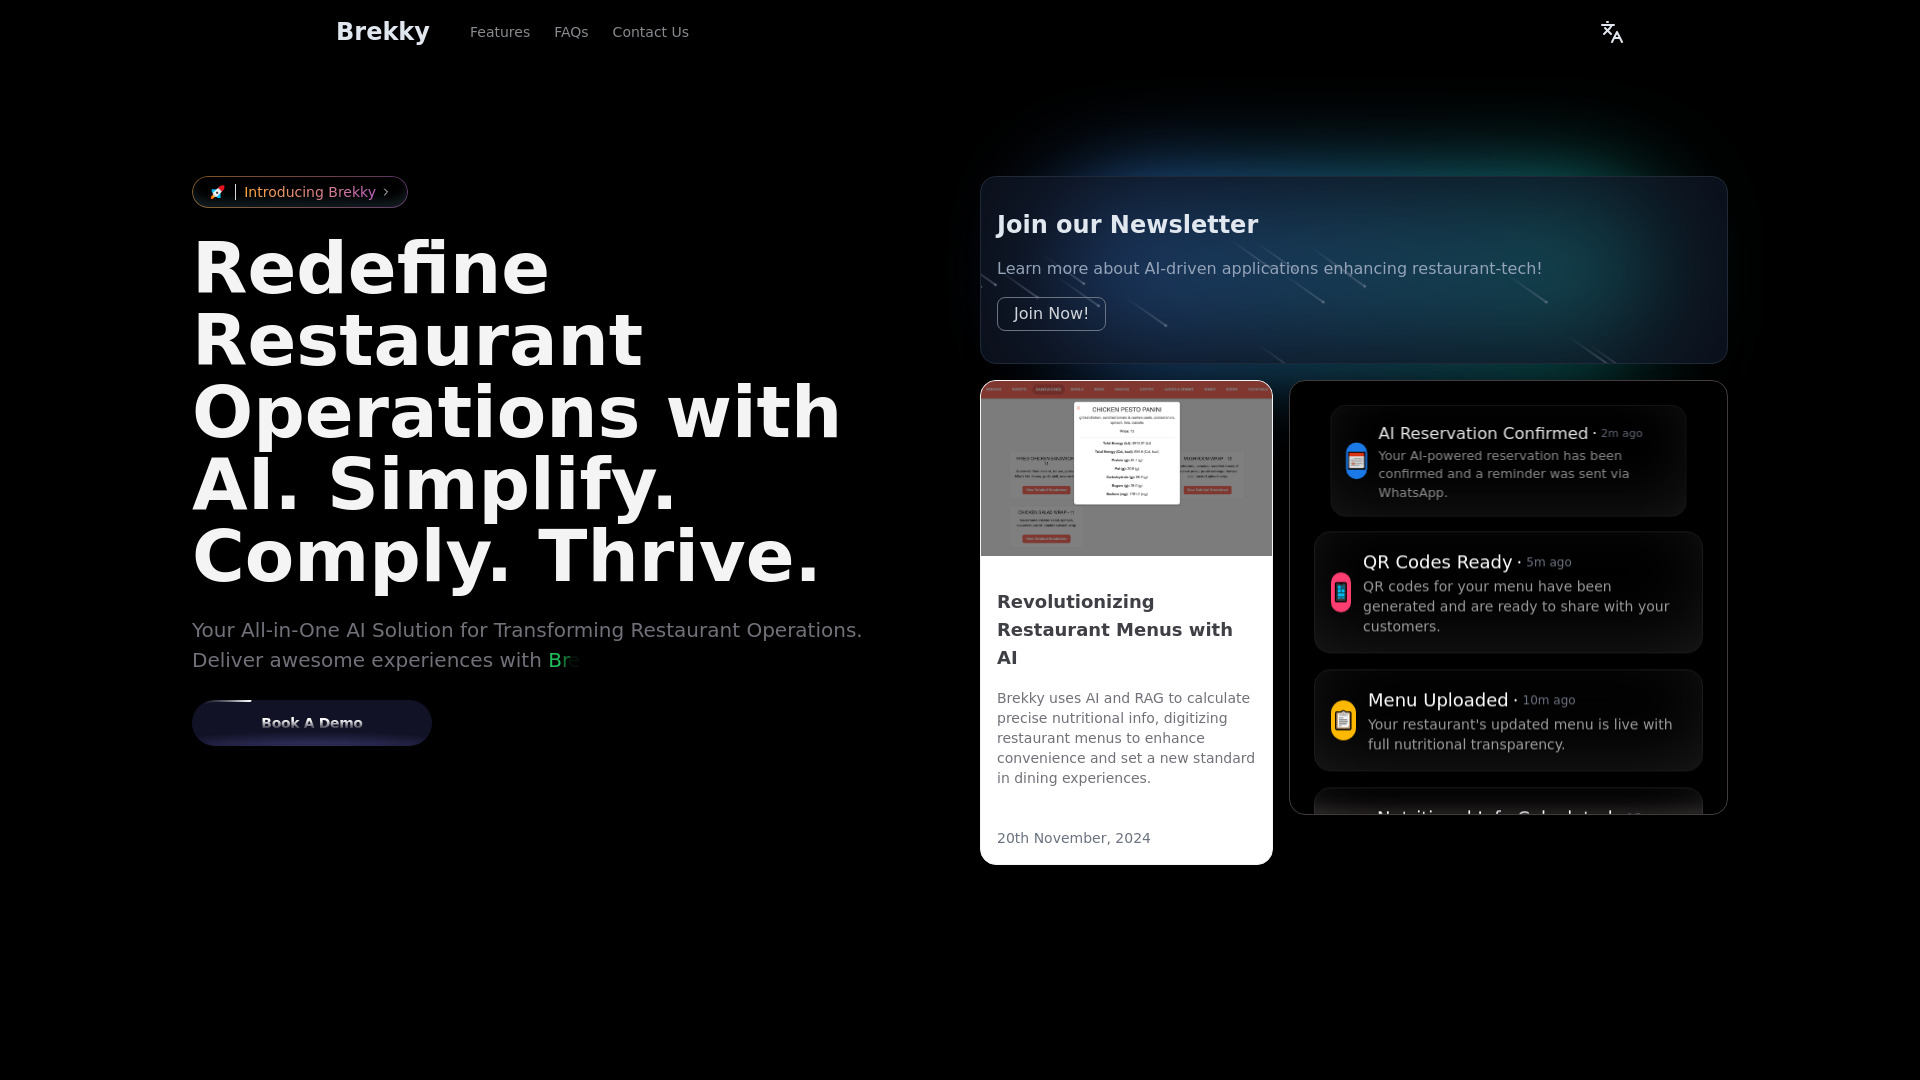 Brekky
Features
FAQs
Contact Us
Introducing Brekky
Redefine
Restaurant
Operations with
AI. Simplify.
Comply. Thrive.
Your All-in-One AI Solution for Transforming Restaurant Operations.
Deliver awesome experiences with Bre
Book A Demo
Join our Newsletter
Learn more about AI-driven applications enhancing restaurant-tech!
Join Now!
CHICKEN PESTO PANINI
Revolutionizing
Restaurant Menus with
AI
Brekky uses AI and RAG to calculate
precise nutritional info, digitizing
restaurant menus to enhance
convenience and set a new standard
in dining experiences.
20th November, 2024
AI Reservation Confirmed · 2m ago
Your AI-powered reservation has been
confirmed and a reminder was sent via
WhatsApp.
QR Codes Ready · 5m ago
QR codes for your menu have been
generated and are ready to share with your
customers.
Menu Uploaded · 10m ago
Your restaurant's updated menu is live with
full nutritional transparency.